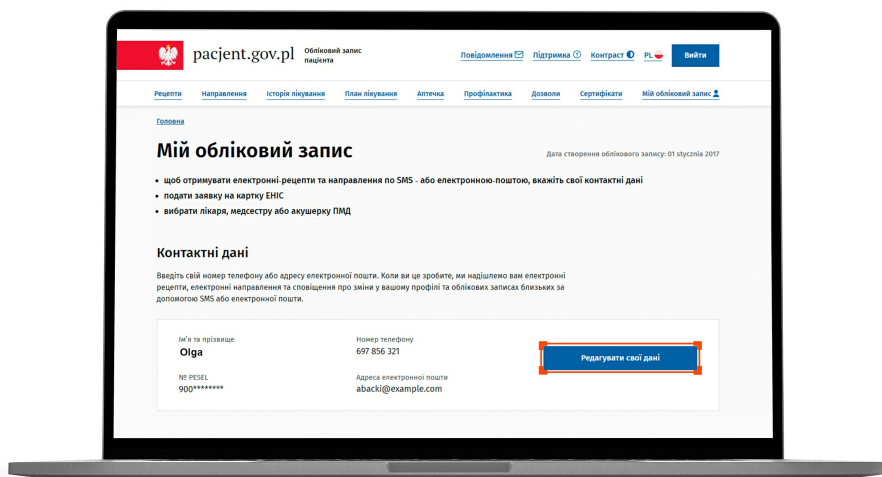 pacjent.gov.pl
Обліковий запис
пацієнта
Повідомлення Підтримка Контраст PL Вийти
Рецепти Направлення Історія лікування План лікування Аптечка Профілактика Дозволи Сертифікати Мій обліковий запис
Головна
Мій обліковий запис
Дата створення облікового запису: 01 stycznia 2017
• щоб отримувати електронні-рецепти та направлення по SMS - або електронною-поштою, вкажіть свої контактні дані
• подати заявку на картку ЕНІС
• вибрати лікаря, медсестру або акушерку ПМД
Контактні дані
Введіть свій номер телефону або адресу електронної пошти. Коли ви це зробите, ми надішлемо вам електронні
рецепти, електронні направлення та сповіщення про зміни у вашому профілі та облікових записах близьких за
допомогою SMS або електронної пошти.
Ім'я та прізвище
Olga
Номер телефону
697 856 321
Редагувати свої дані
№ PESEL
900********
Адреса електронної пошти
abacki@example.com